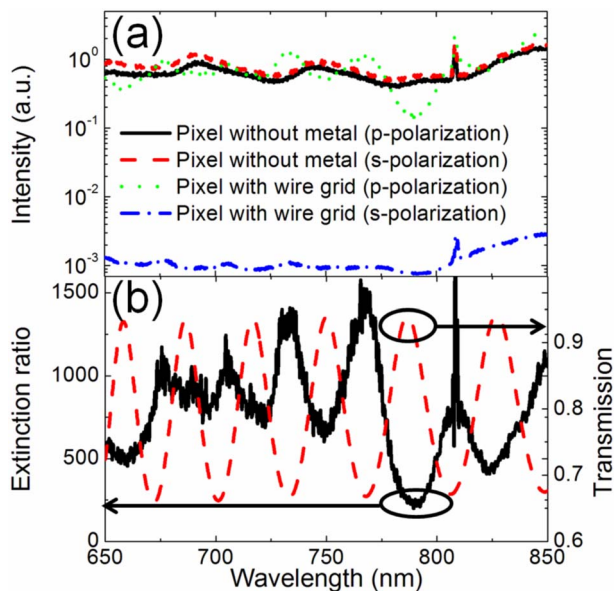 (a)
Intensity (a.u.)
10^0
10^-1
10^-2
10^-3
Pixel without metal (p-polarization)
Pixel without metal (s-polarization)
Pixel with wire grid (p-polarization)
Pixel with wire grid (s-polarization)
(b)
Extinction ratio
1500
1000
500
0
Transmission
0.9
0.8
0.7
0.6
650 700 750 800 850
Wavelength (nm)